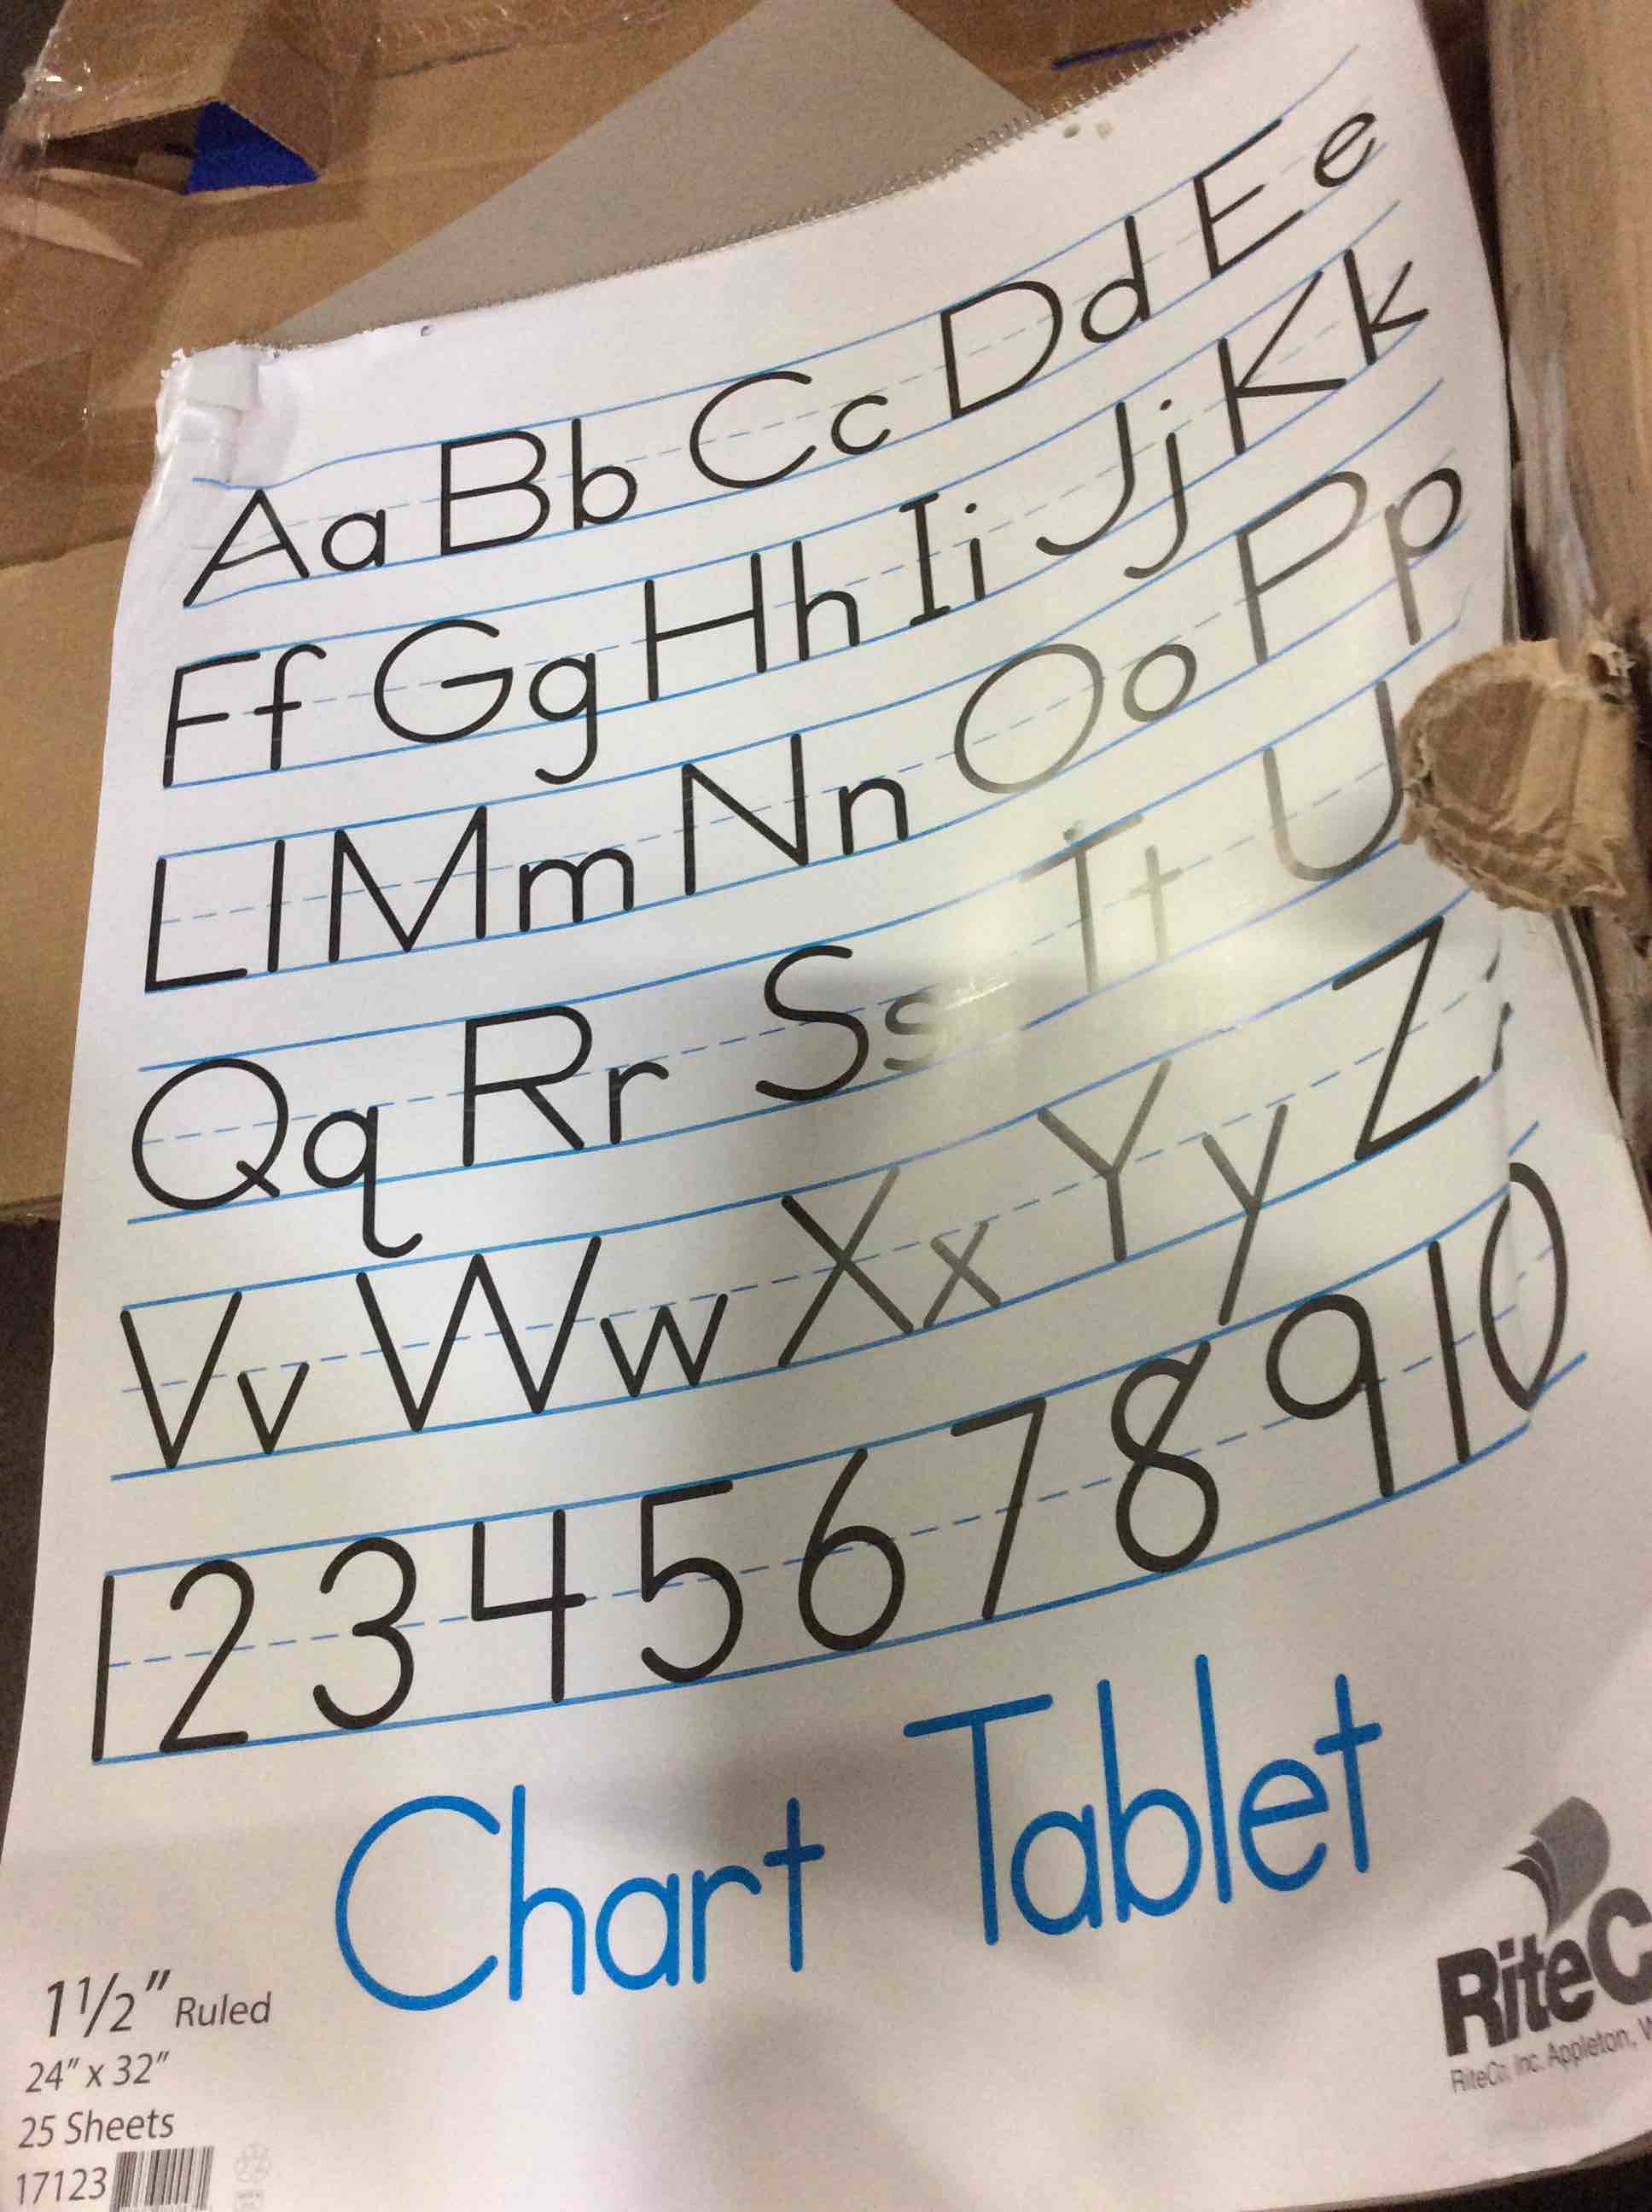 Aa Bb Cc Dd Ee
Ff Gg Hh Ii Jj Kk
Ll Mm Nn Oo Pp
Qq Rr Ss Tt U
Vv Ww Xx Yy Z
1 2 3 4 5 6 7 8 9 10
Chart Tablet
1 1/2" Ruled
24" x 32"
25 Sheets
17123
RiteC
RiteCo, Inc. Appleton, W